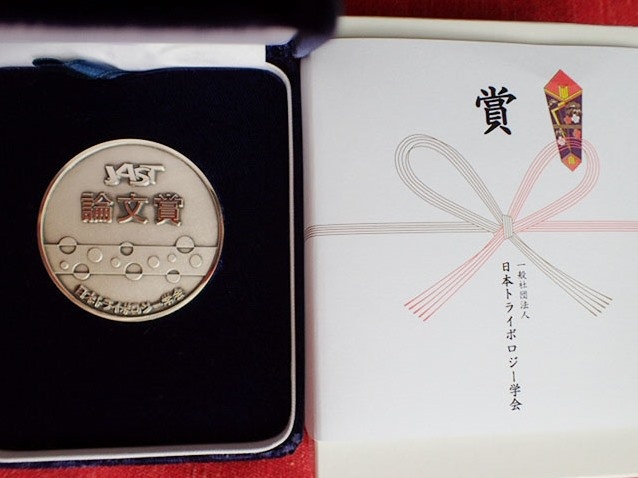 JAST
論文賞
日本トライボロジー学会
賞
一般社団法人
日本トライボロジー学会